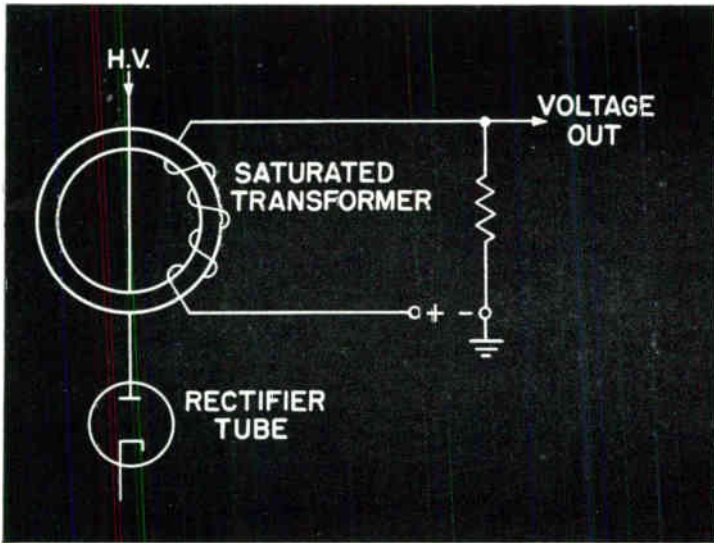 H.V.
VOLTAGE
OUT
SATURATED
TRANSFORMER
+ -
RECTIFIER
TUBE